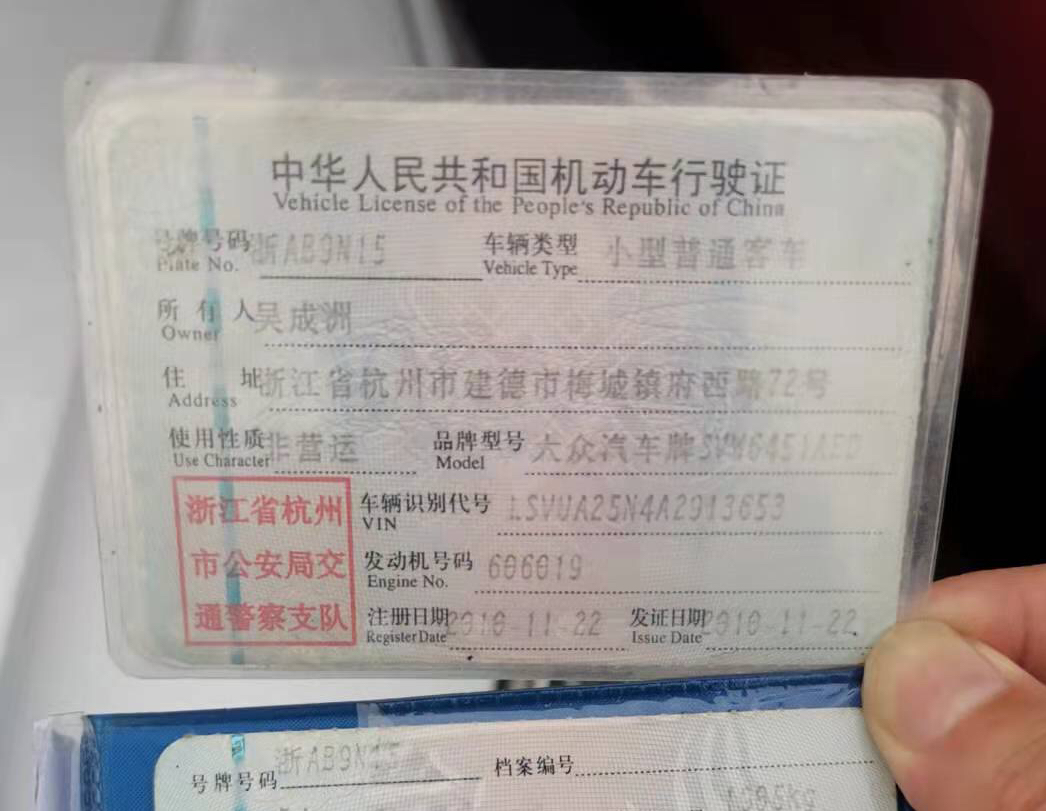 中华人民共和国机动车行驶证
Vehicle License of the People's Republic of China
号牌号码 浙AB9N15 车辆类型 小型普通客车
Plate No. Vehicle Type
所有人 吴成洲
Owner
住址 浙江省杭州市建德市梅城镇府西路72号
Address
使用性质 非营运 品牌型号 大众汽车牌SVW6451AED
Use Character Model
浙江省杭州
市公安局交
通警察支队
车辆识别代号 LSVUA25N4A2913653
VIN
发动机号码 606019
Engine No.
注册日期 2010-11-22 发证日期 2010-11-22
Register Date Issue Date
号牌号码 浙AB9N15 档案编号